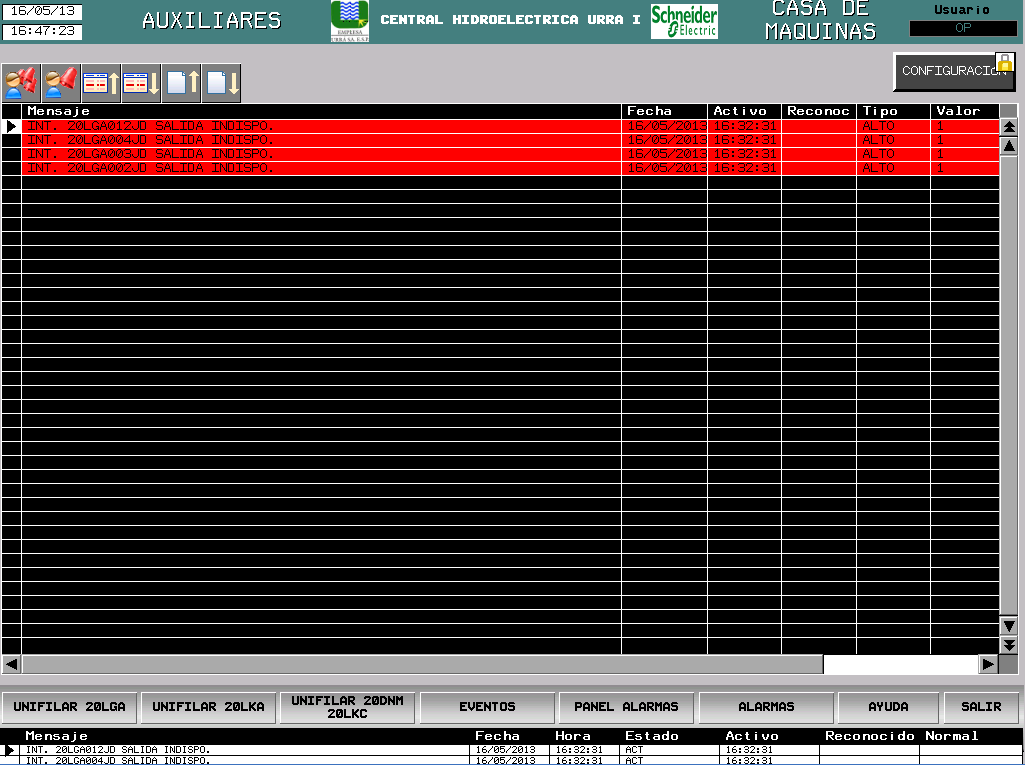 16/05/13
16:47:23
AUXILIARES
EMPRESA
URRA S.A. E.S.P.
CENTRAL HIDROELECTRICA URRA I
Schneider
Electric
CASA DE
MAQUINAS
Usuario
OP
CONFIGURACION
Mensaje Fecha Activo Reconoc Tipo Valor
INT. 20LGA012JD SALIDA INDISPO. 16/05/2013 16:32:31 ALTO 1
INT. 20LGA004JD SALIDA INDISPO. 16/05/2013 16:32:31 ALTO 1
INT. 20LGA003JD SALIDA INDISPO. 16/05/2013 16:32:31 ALTO 1
INT. 20LGA002JD SALIDA INDISPO. 16/05/2013 16:32:31 ALTO 1
UNIFILAR 20LGA
UNIFILAR 20LKA
UNIFILAR 20DNM
20LKC
EVENTOS
PANEL ALARMAS
ALARMAS
AYUDA
SALIR
Mensaje Fecha Hora Estado Activo Reconocido Normal
INT. 20LGA012JD SALIDA INDISPO. 16/05/2013 16:32:31 ACT 16:32:31
INT. 20LGA004JD SALIDA INDISPO. 16/05/2013 16:32:31 ACT 16:32:31